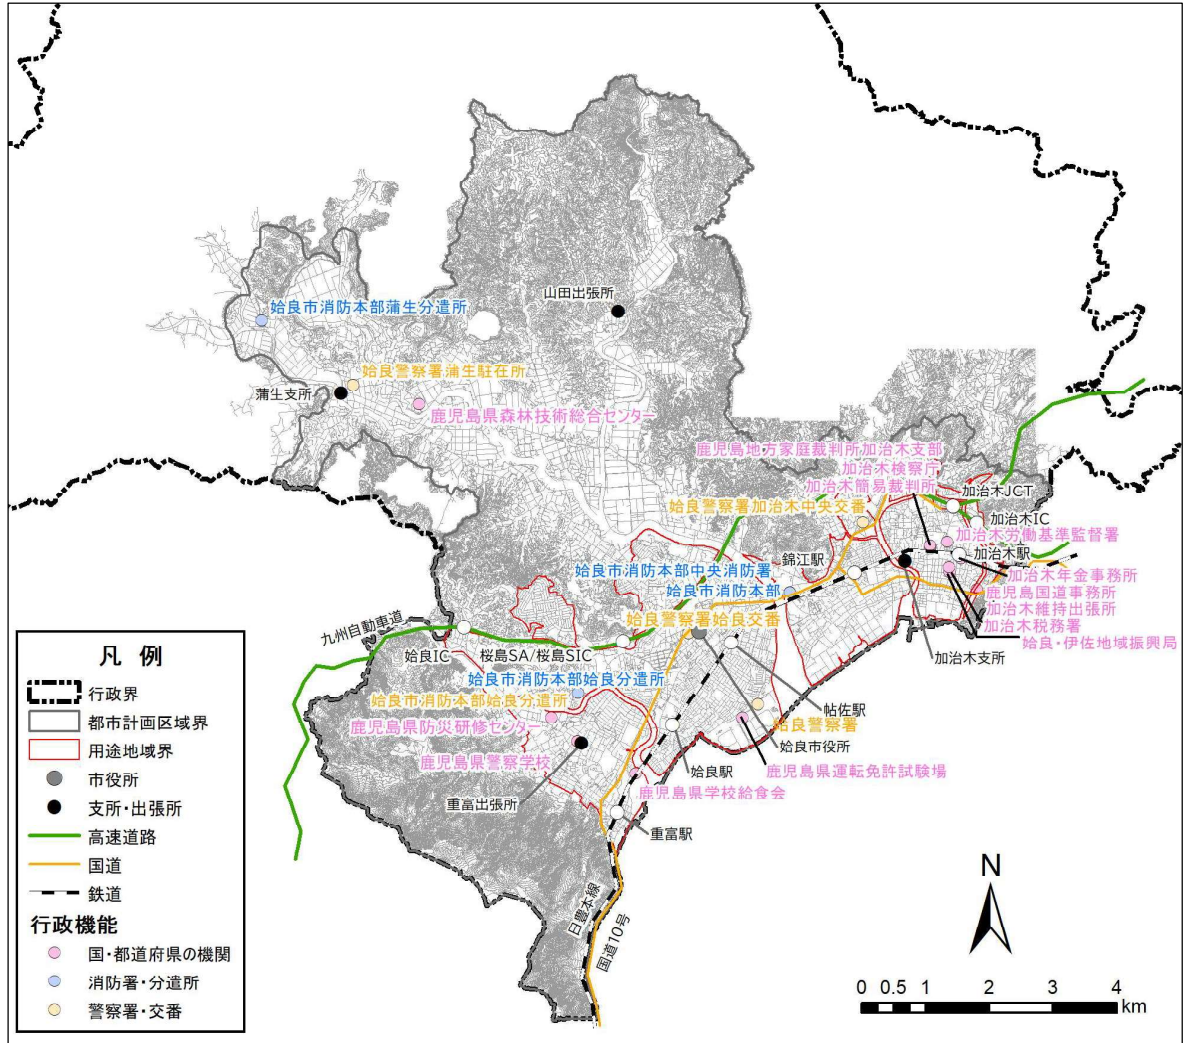 山田出張所
姶良市消防本部蒲生分遣所
姶良警察署蒲生駐在所
蒲生支所
鹿児島県森林技術総合センター
鹿児島地方家庭裁判所加治木支部
加治木検察庁
加治木簡易裁判所
加治木JCT
姶良警察署加治木中央交番
加治木IC
加治木労働基準監督署
錦江駅
加治木駅
姶良市消防本部中央消防署
加治木年金事務所
姶良市消防本部
鹿児島国道事務所
加治木維持出張所
姶良警察署姶良交番
加治木税務署
九州自動車道
姶良・伊佐地域振興局
姶良IC
桜島SA/桜島SIC
加治木支所
姶良市消防本部姶良分遣所
姶良市消防本部姶良分遣所
帖佐駅
鹿児島県防災研修センター
姶良警察署
姶良市役所
鹿児島県警察学校
姶良駅
鹿児島県運転免許試験場
鹿児島県学校給食会
重富出張所
重富駅
日豊本線
国道10号
凡 例
行政界
都市計画区域界
用途地域界
市役所
支所・出張所
高速道路
国道
鉄道
行政機能
国・都道府県の機関
消防署・分遣所
警察署・交番
N
0 0.5 1 2 3 4
km